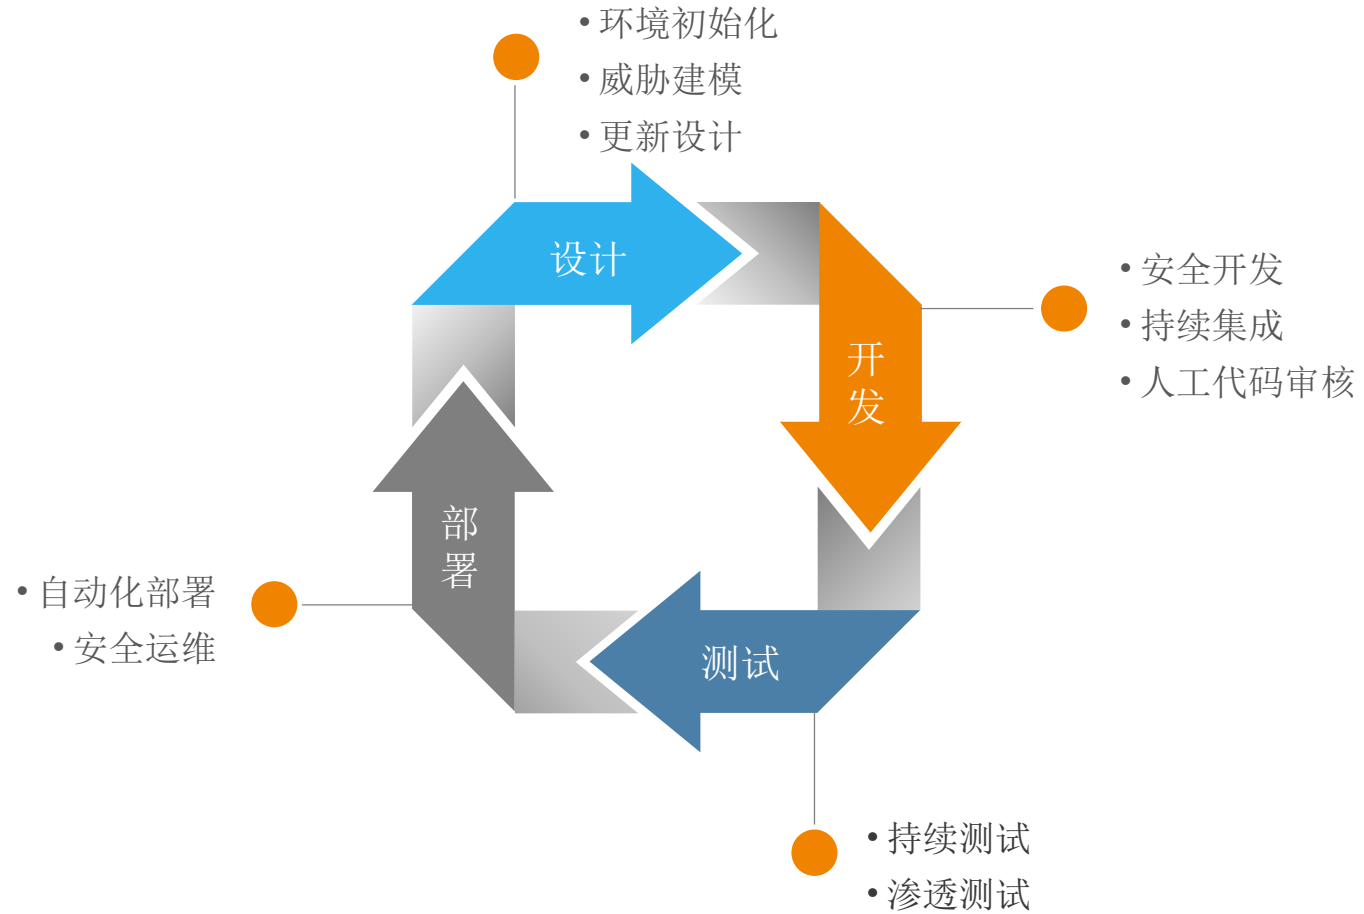 • 环境初始化
• 威胁建模
• 更新设计
设计
• 安全开发
• 持续集成
• 人工代码审核
开
发
部
署
• 自动化部署
• 安全运维
测试
• 持续测试
• 渗透测试